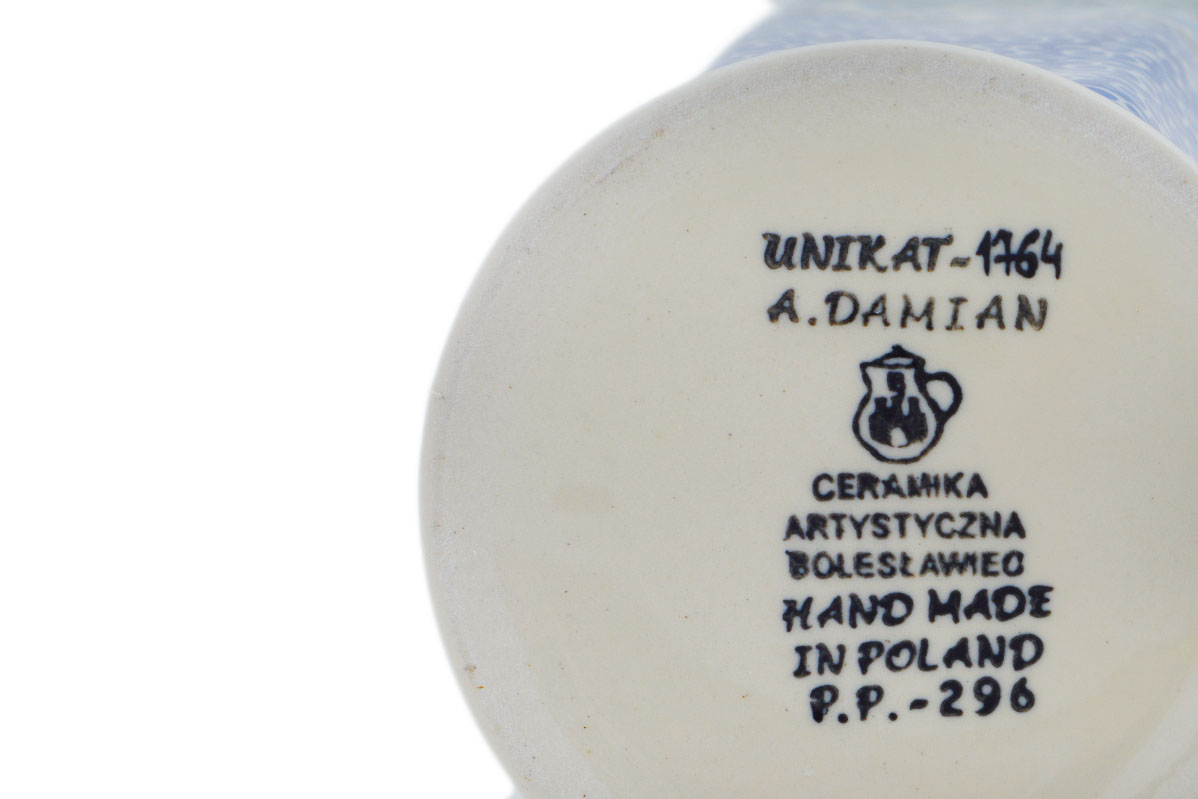 UNIKAT-1764
A.DAMIAN
CERAMIKA
ARTYSTYCZNA
BOLESŁAWIEC
HAND MADE
IN POLAND
P.P.-296